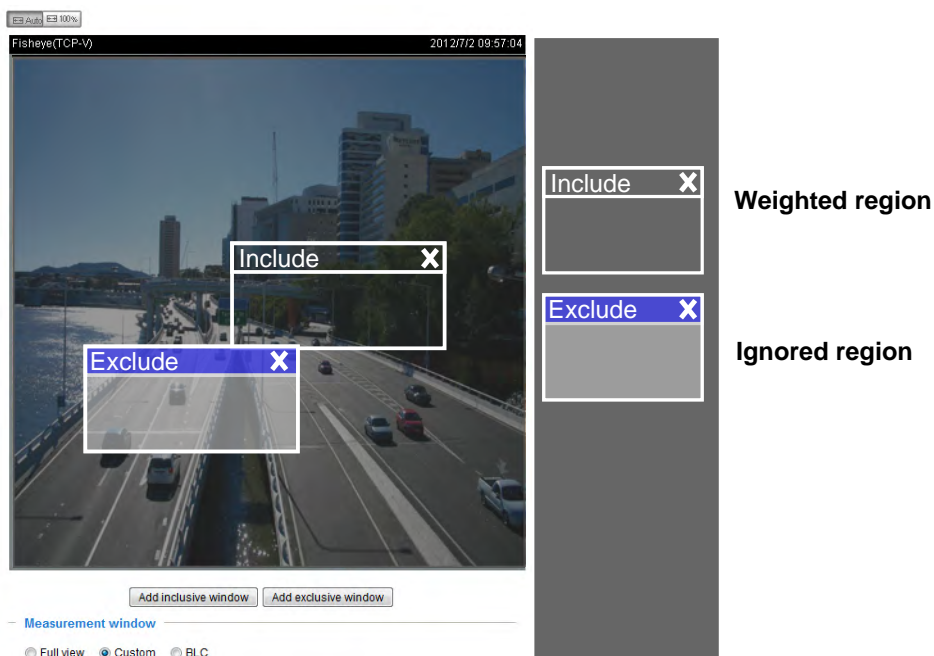 Auto 100%
Fisheye(TCP-V) 2012/7/2 09:57:04
Include X
Weighted region
Include X
Exclude X
Ignored region
Exclude X
Add inclusive window Add exclusive window
Measurement window
Full view Custom BLC